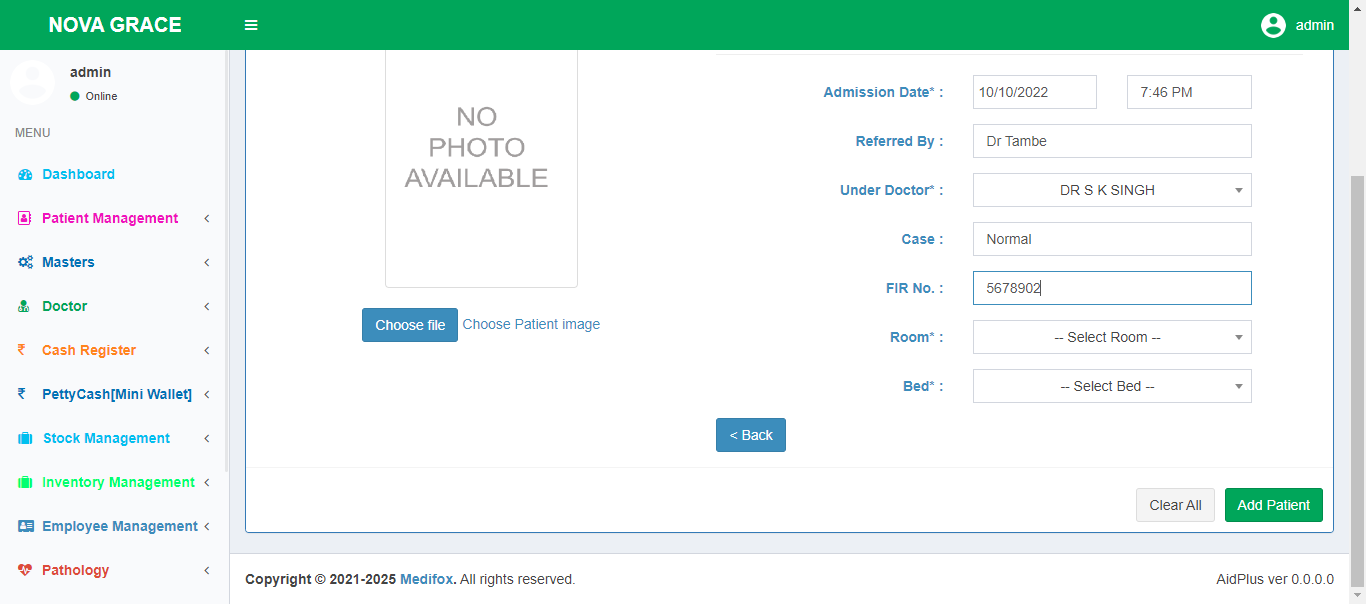 NOVA GRACE
admin
admin
Online
MENU
Dashboard
Patient Management
Masters
Doctor
Cash Register
PettyCash[Mini Wallet]
Stock Management
Inventory Management
Employee Management
Pathology
NO
PHOTO
AVAILABLE
Choose file Choose Patient image
Admission Date* : 10/10/2022 7:46 PM
Referred By : Dr Tambe
Under Doctor* : DR S K SINGH
Case : Normal
FIR No. : 5678902
Room* : -- Select Room --
Bed* : -- Select Bed --
< Back
Clear All Add Patient
Copyright © 2021-2025 Medifox. All rights reserved. AidPlus ver 0.0.0.0